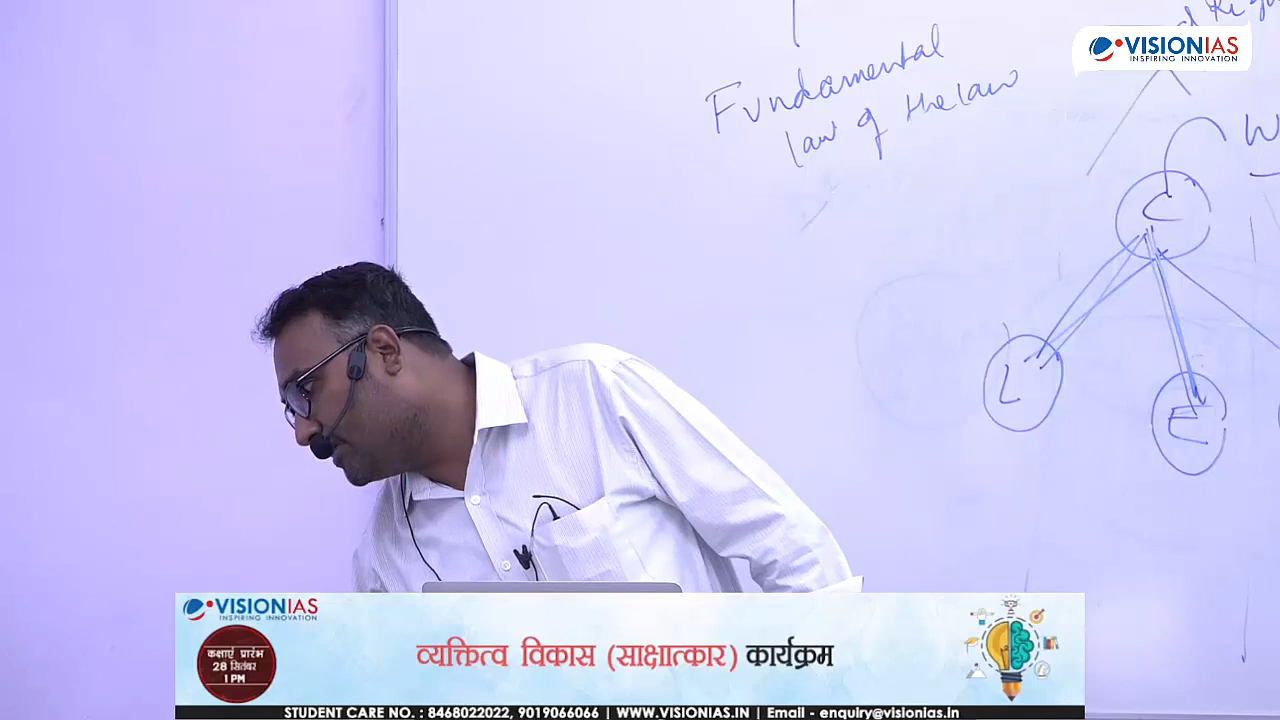 VISIONIAS
INSPIRING INNOVATION
Fundamental
law of the law
C
L
E
VISIONIAS
INSPIRING INNOVATION
कक्षाएं प्रारंभ
28 सितंबर
1 PM
व्यक्तित्व विकास (साक्षात्कार) कार्यक्रम
STUDENT CARE NO. : 8468022022, 9019066066 | WWW.VISIONIAS.IN | Email - enquiry@visionias.in